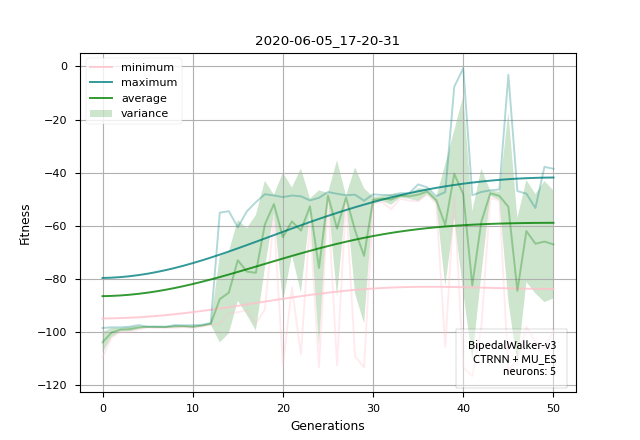 2020-06-05_17-20-31
minimum
maximum
average
variance
0
−20
−40
−60
−80
−100
−120
Fitness
BipedalWalker-v3
CTRNN + MU_ES
neurons: 5
0
10
20
30
40
50
Generations